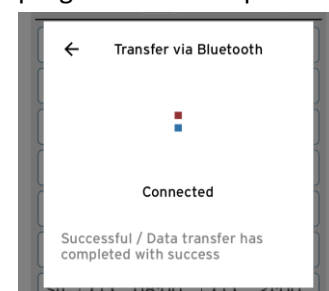 Transfer via Bluetooth
Connected
Successful / Data transfer has
completed with success